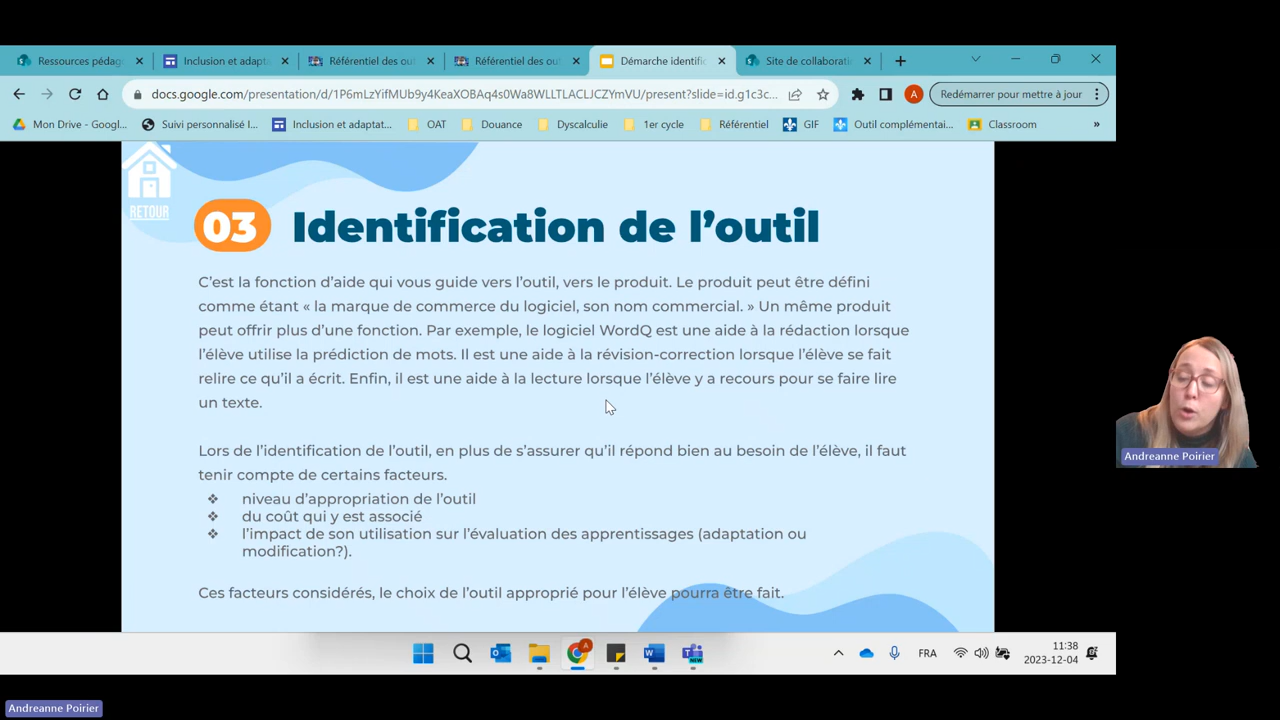 Ressources pédag
Inclusion et adapta
Référentiel des out
Référentiel des out
Démarche identific
Site de collaboratio
docs.google.com/presentation/d/1P6mLzYifMUb9y4KeaXOBAq4s0Wa8WLLTLACLJCZYmVU/present?slide=id.g1c3c...
A
Redémarrer pour mettre à jour
Mon Drive - Googl...
Suivi personnalisé I...
Inclusion et adaptat...
OAT
Douance
Dyscalculie
1er cycle
Référentiel
GIF
Outil complémentai...
Classroom
»
RETOUR
03 Identification de l’outil
C’est la fonction d’aide qui vous guide vers l’outil, vers le produit. Le produit peut être défini
comme étant « la marque de commerce du logiciel, son nom commercial. » Un même produit
peut offrir plus d’une fonction. Par exemple, le logiciel WordQ est une aide à la rédaction lorsque
l’élève utilise la prédiction de mots. Il est une aide à la révision-correction lorsque l’élève se fait
relire ce qu’il a écrit. Enfin, il est une aide à la lecture lorsque l’élève y a recours pour se faire lire
un texte.
Lors de l’identification de l’outil, en plus de s’assurer qu’il répond bien au besoin de l’élève, il faut
tenir compte de certains facteurs.
❖ niveau d’appropriation de l’outil
❖ du coût qui y est associé
❖ l’impact de son utilisation sur l’évaluation des apprentissages (adaptation ou
modification?).
Ces facteurs considérés, le choix de l’outil approprié pour l’élève pourra être fait.
Andreanne Poirier
FRA
11:38
2023-12-04
Andreanne Poirier